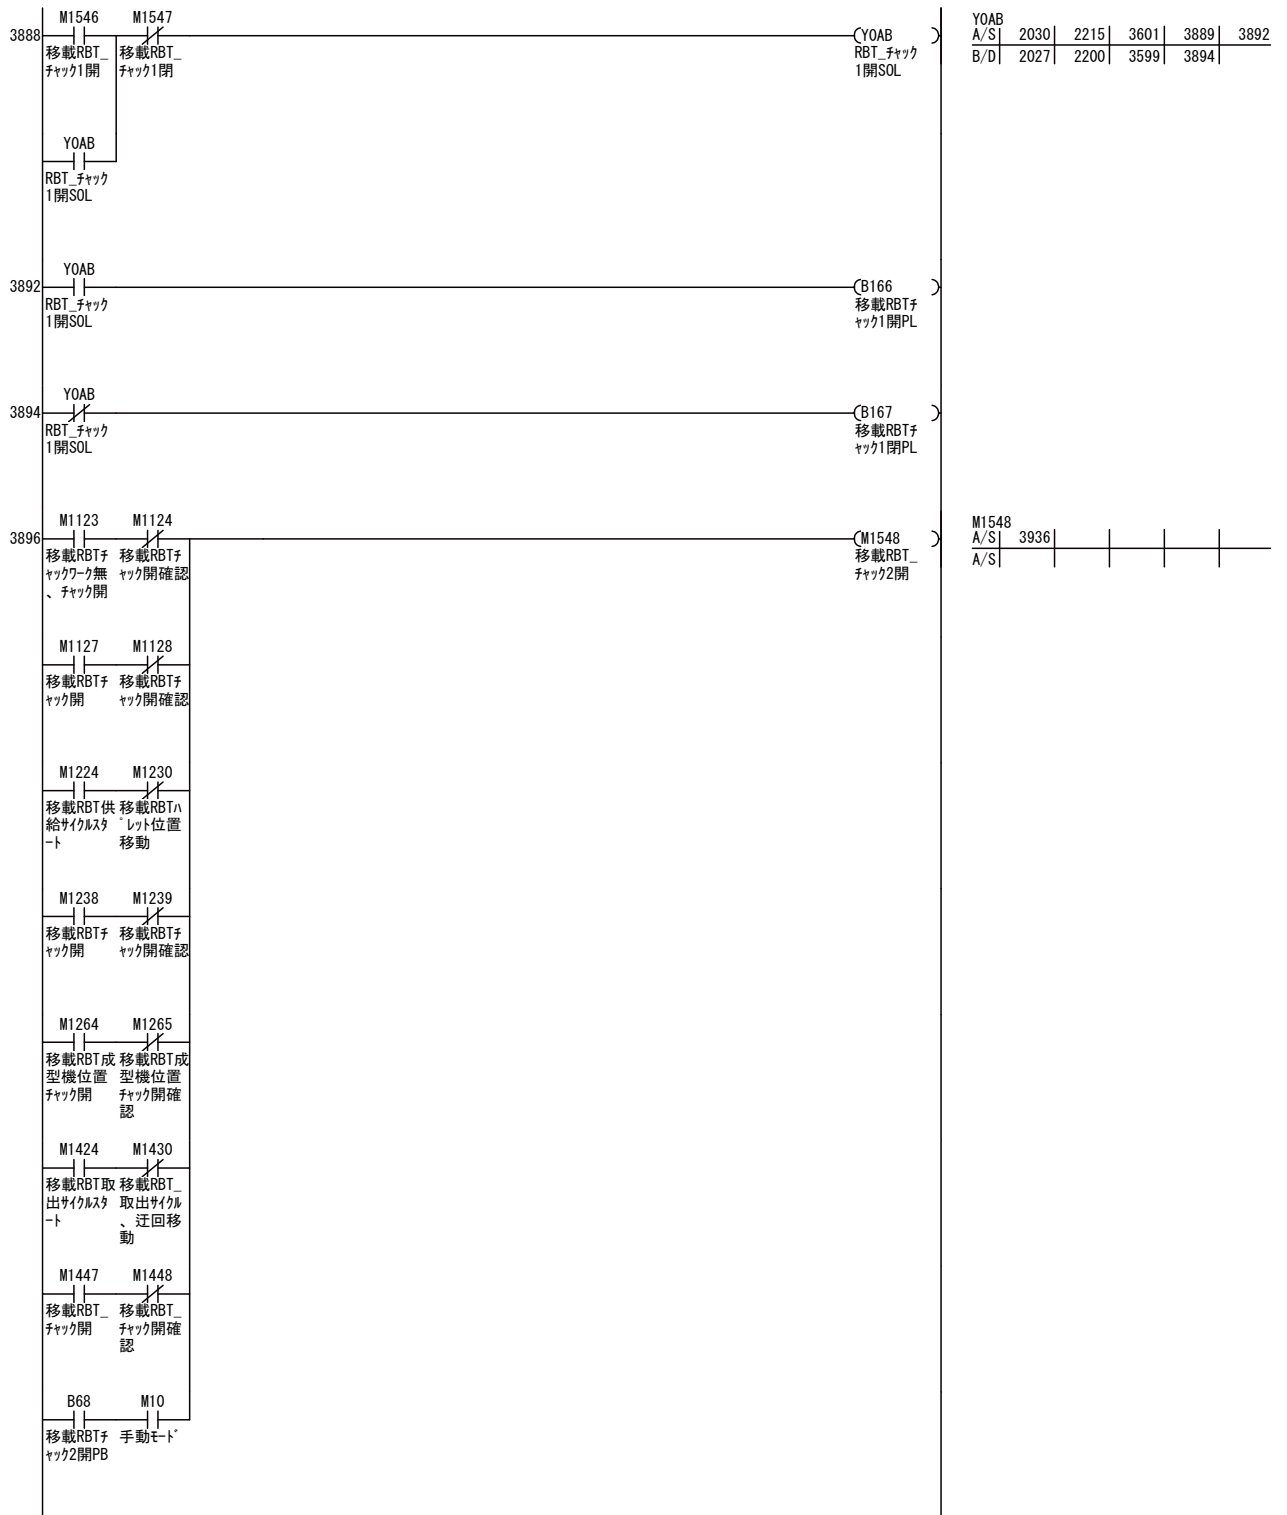 M1546 M1547 Y0AB
3888 Y0AB A/S 2030 2215 3601 3889 3892
移載RBT_ 移載RBT_ RBT_ﾁｬｯｸ B/D 2027 2200 3599 3894
ﾁｬｯｸ1開 ﾁｬｯｸ1閉 1開SOL
Y0AB
RBT_ﾁｬｯｸ
1開SOL
Y0AB
3892 B166
RBT_ﾁｬｯｸ 移載RBTﾁ
1開SOL ｬｯｸ1開PL
Y0AB
3894 B167
RBT_ﾁｬｯｸ 移載RBTﾁ
1開SOL ｬｯｸ1閉PL
M1123 M1124 M1548
3896 M1548 A/S 3936
移載RBTﾁ 移載RBTﾁ 移載RBT_ A/S
ｬｯｸﾜｰｸ無 ｬｯｸ開確認 ﾁｬｯｸ2開
、ﾁｬｯｸ開
M1127 M1128
移載RBTﾁ 移載RBTﾁ
ｬｯｸ開 ｬｯｸ開確認
M1224 M1230
移載RBT供 移載RBTﾊ
給ｻｲｸﾙｽﾀ ﾟﾚｯﾄ位置
ｰﾄ 移動
M1238 M1239
移載RBTﾁ 移載RBTﾁ
ｬｯｸ開 ｬｯｸ開確認
M1264 M1265
移載RBT成 移載RBT成
型機位置 型機位置
ﾁｬｯｸ開 ﾁｬｯｸ開確
認
M1424 M1430
移載RBT取 移載RBT_
出ｻｲｸﾙｽﾀ 取出ｻｲｸﾙ
ｰﾄ 、迂回移
動
M1447 M1448
移載RBT_ 移載RBT_
ﾁｬｯｸ開 ﾁｬｯｸ開確
認
B68 M10
移載RBTﾁ 手動ﾓｰﾄﾞ
ｬｯｸ2開PB